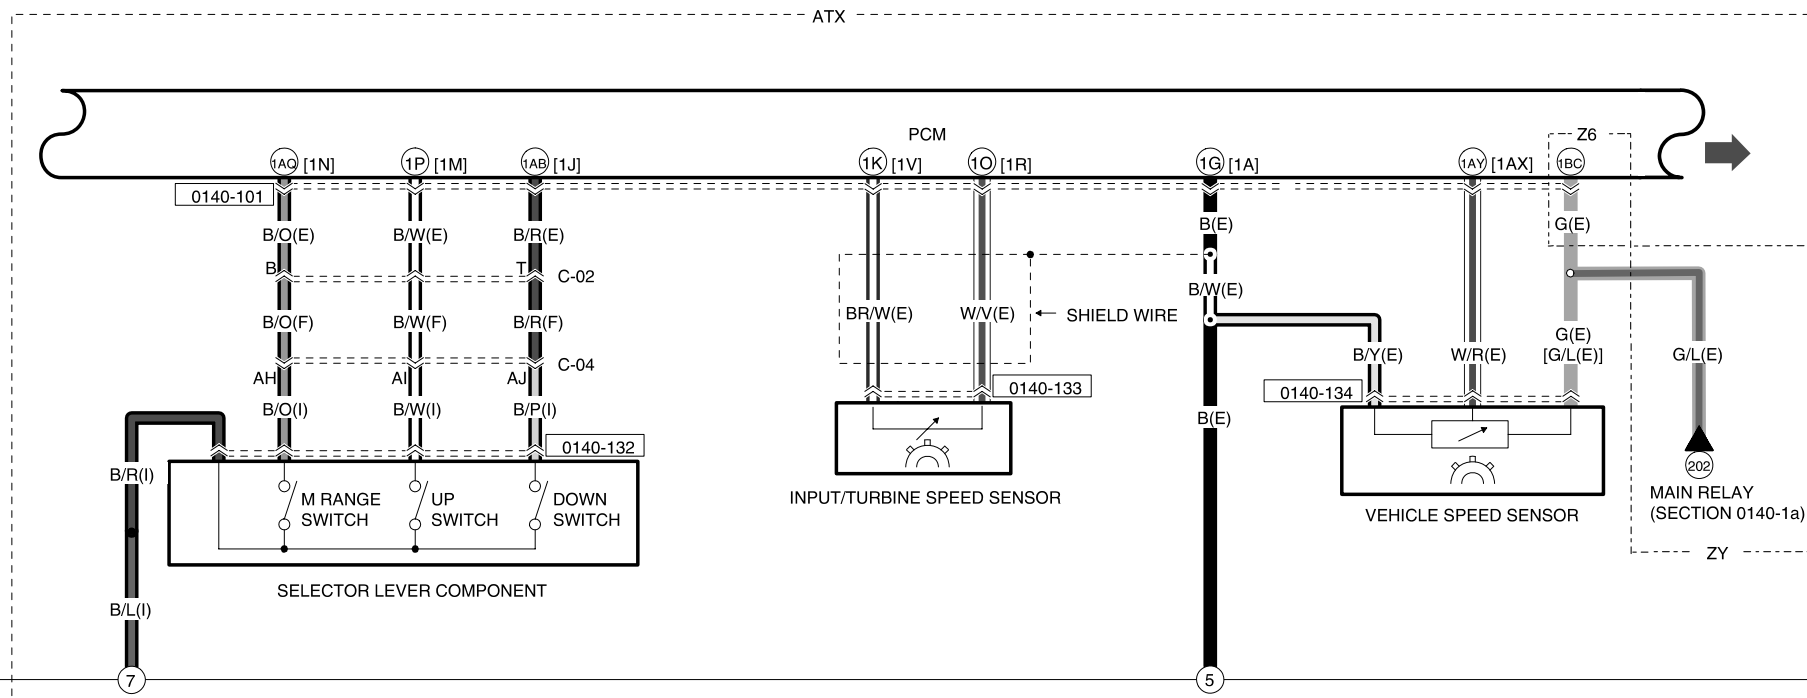 ATX
PCM
Z6
1AQ [1N]
1P [1M]
1AB [1J]
1K [1V]
1O [1R]
1G [1A]
1AY [1AX]
1BC
0140-101
B/O(E)
B/W(E)
B/R(E)
B(E)
G(E)
B
T
C-02
B/W(E)
B/O(F)
B/W(F)
B/R(F)
BR/W(E)
W/V(E)
SHIELD WIRE
G(E)
[G/L(E)]
B/Y(E)
W/R(E)
G/L(E)
C-04
AH
AI
AJ
0140-133
0140-134
B/O(I)
B/W(I)
B/P(I)
B(E)
0140-132
B/R(I)
202
M RANGE
SWITCH
UP
SWITCH
DOWN
SWITCH
INPUT/TURBINE SPEED SENSOR
VEHICLE SPEED SENSOR
MAIN RELAY
(SECTION 0140-1a)
ZY
SELECTOR LEVER COMPONENT
B/L(I)
7
5